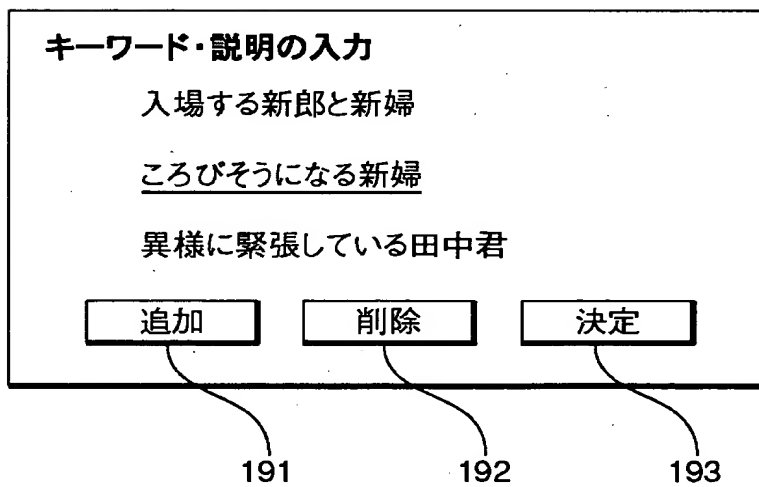 キーワード・説明の入力
入場する新郎と新婦
ころびそうになる新婦
異様に緊張している田中君
追加 削除 決定
191 192 193